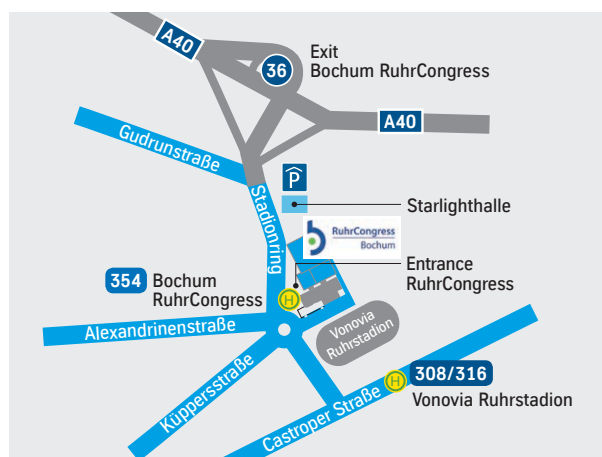 A40
36
Exit
Bochum RuhrCongress
A40
Gudrunstraße
P
Stadionring
Starlighthalle
RuhrCongress
Bochum
354
Bochum
RuhrCongress
H
Entrance
RuhrCongress
Alexandrinenstraße
Vonovia
Ruhrstadion
Küppersstraße
Castroper Straße
H
308/316
Vonovia Ruhrstadion